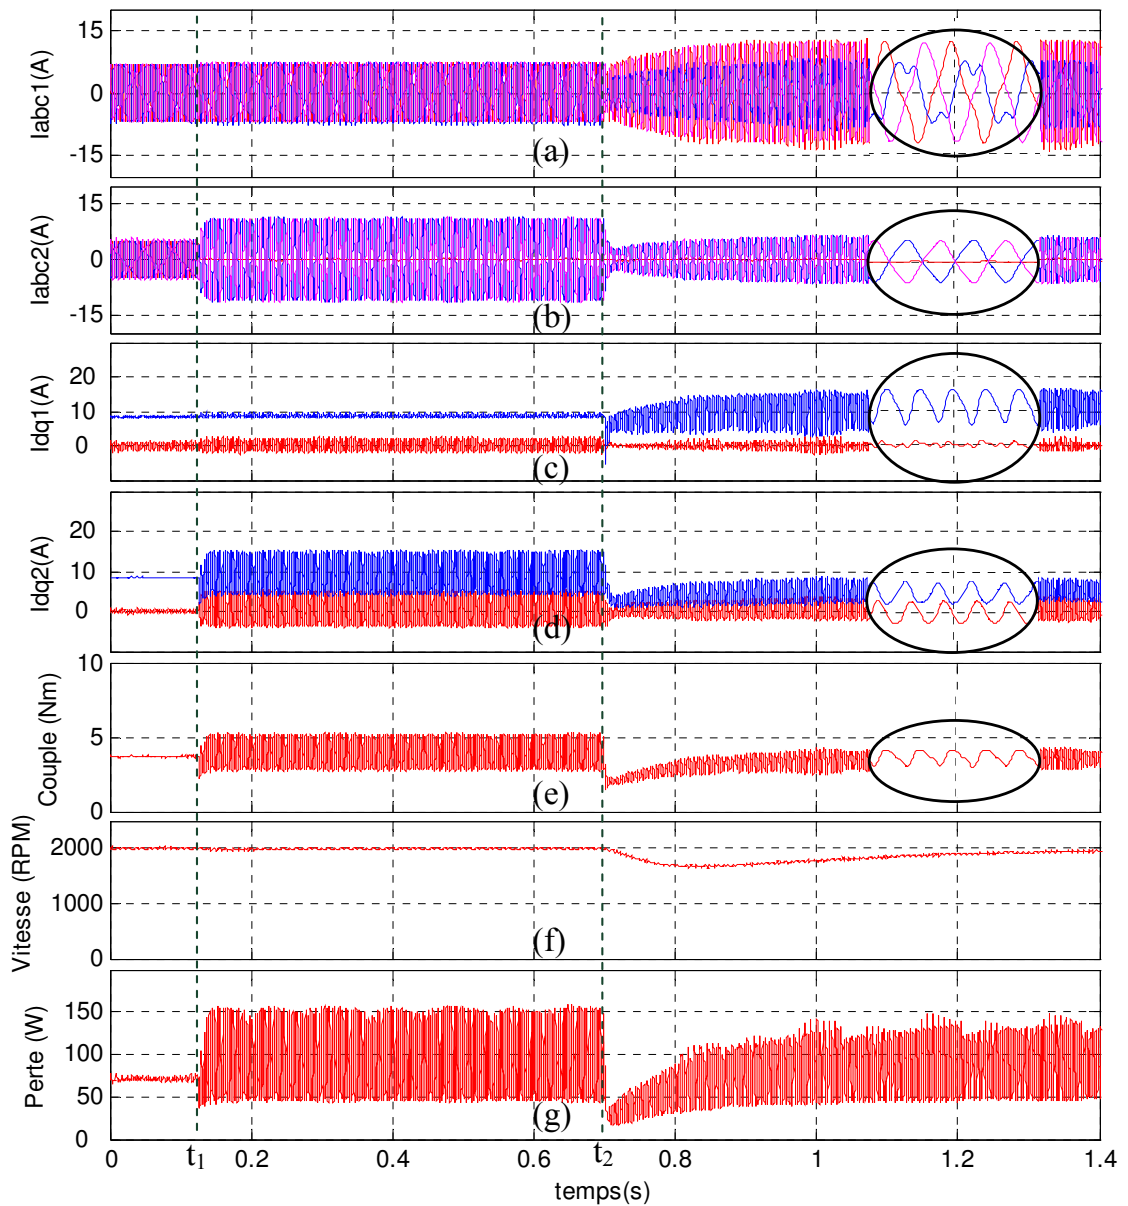 15
0
-15
Iabc1(A)
(a)
15
0
-15
Iabc2(A)
(b)
20
10
0
Idq1(A)
(c)
20
10
0
Idq2(A)
(d)
10
5
0
Couple (Nm)
(e)
2000
1000
0
Vitesse (RPM)
(f)
150
100
50
0
Perte (W)
(g)
0 t1 0.2 0.4 0.6 t2 0.8 1 1.2 1.4
temps(s)